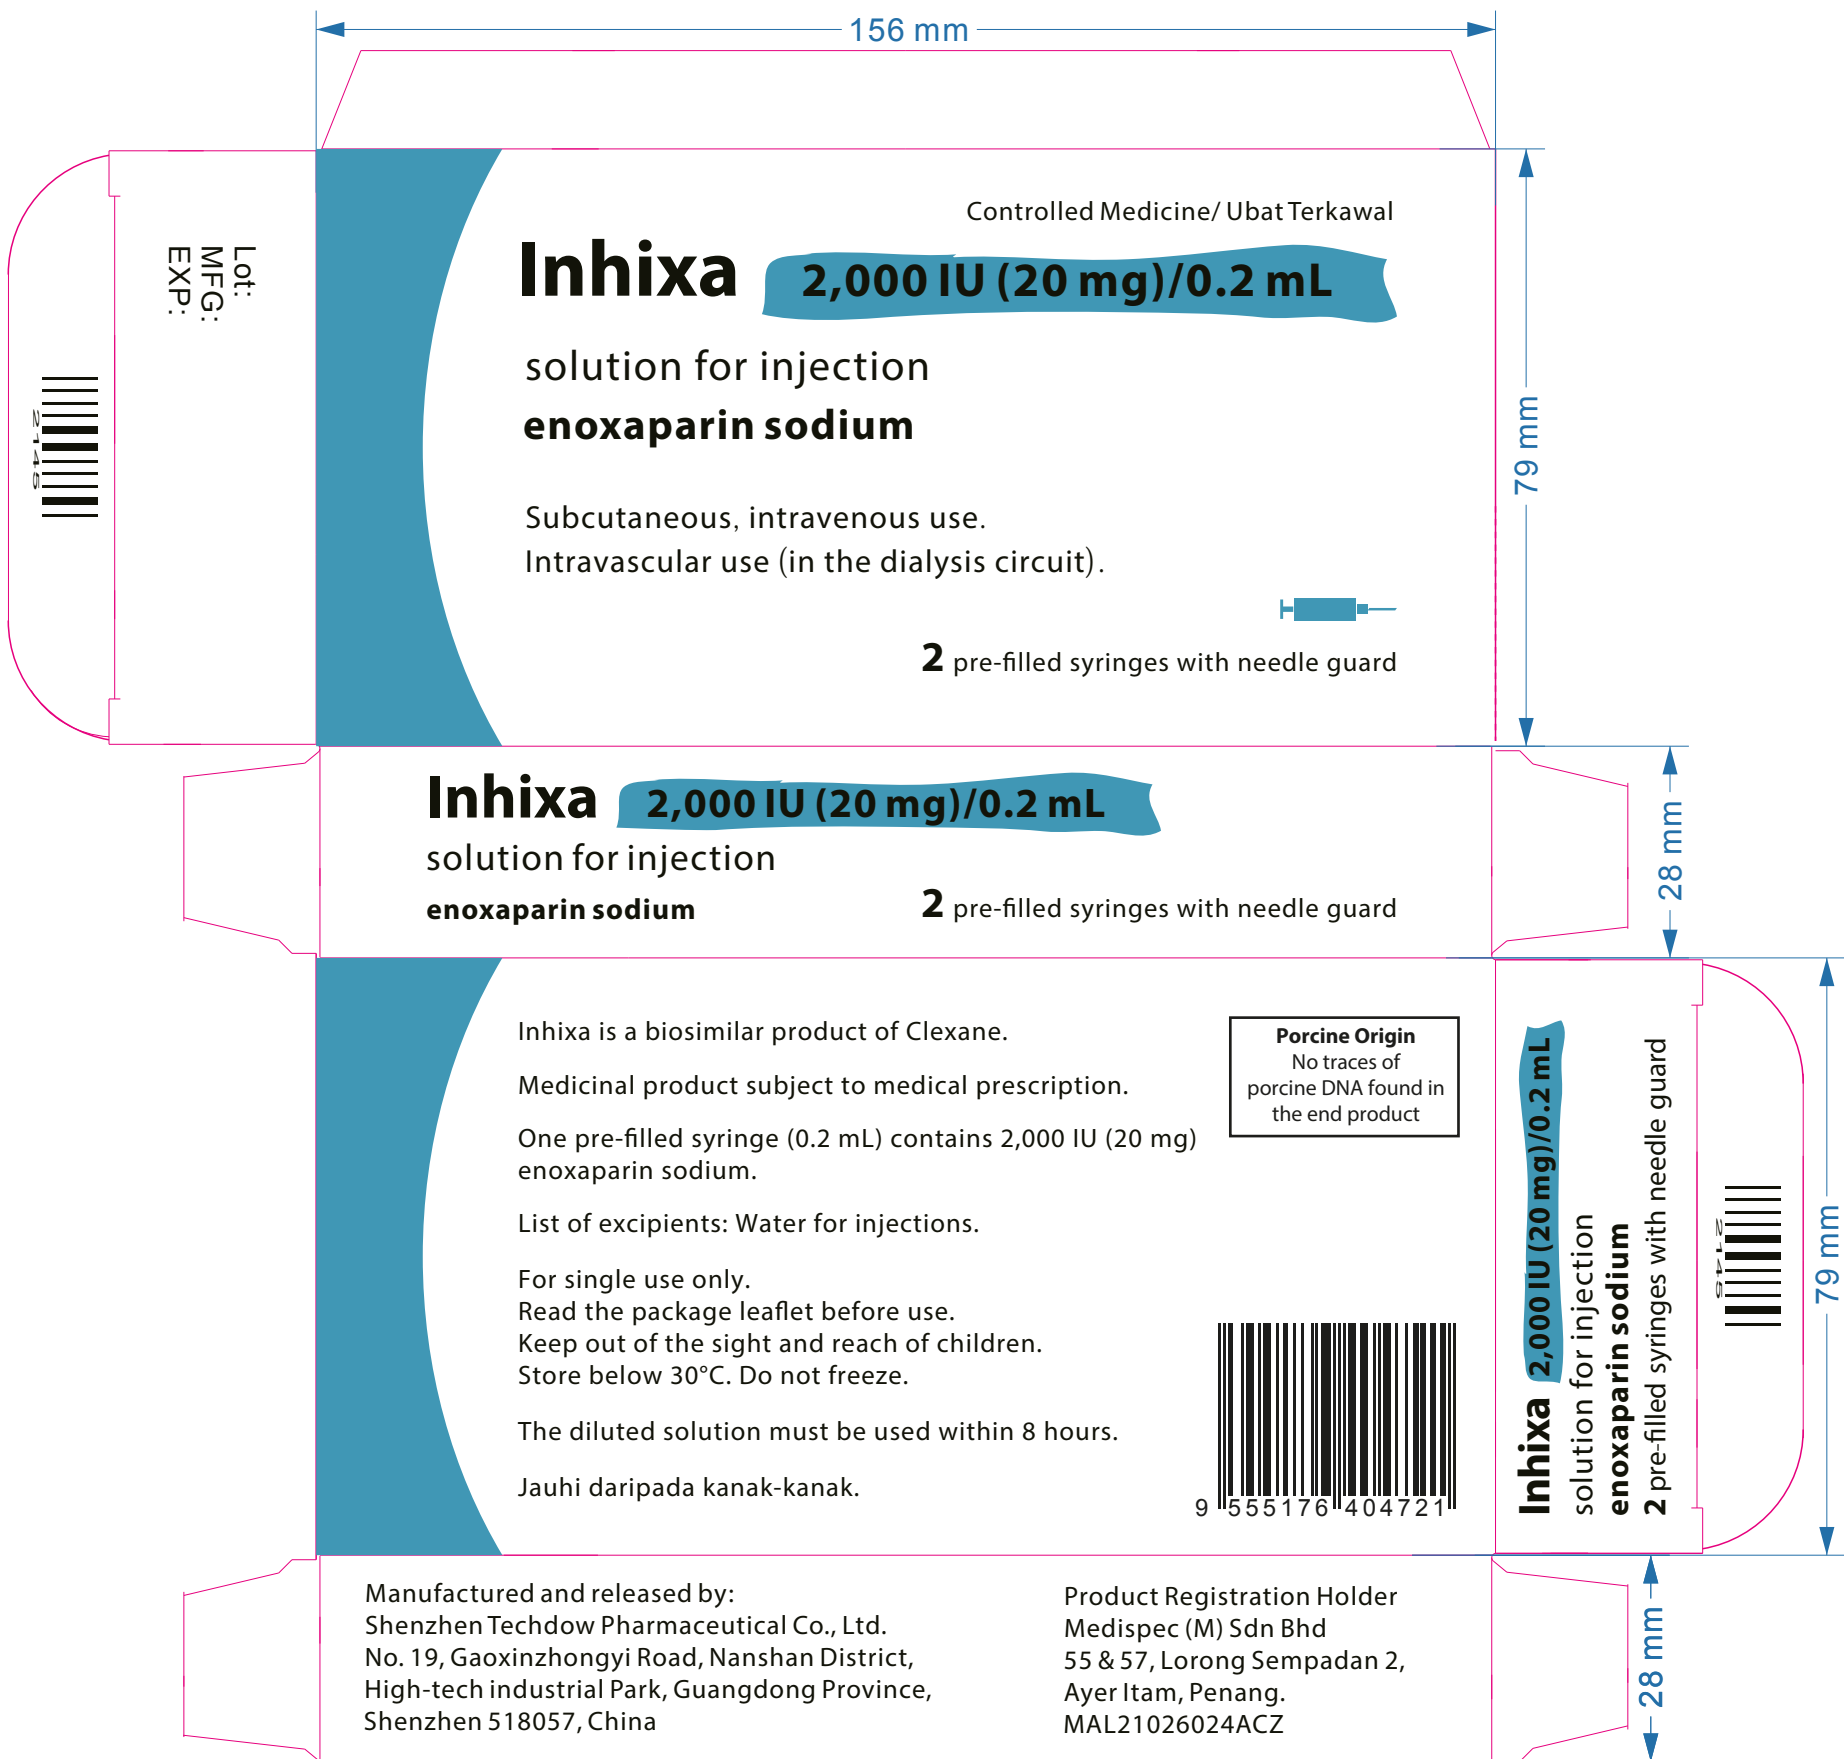 156 mm
Controlled Medicine/ Ubat Terkawal
Inhixa 2,000 IU (20 mg)/0.2 mL
solution for injection
enoxaparin sodium
Subcutaneous, intravenous use.
Intravascular use (in the dialysis circuit).
2 pre-filled syringes with needle guard
Lot:
MFG:
EXP:
2145
79 mm
Inhixa 2,000 IU (20 mg)/0.2 mL
solution for injection
enoxaparin sodium
2 pre-filled syringes with needle guard
28 mm
Inhixa is a biosimilar product of Clexane.
Medicinal product subject to medical prescription.
One pre-filled syringe (0.2 mL) contains 2,000 IU (20 mg)
enoxaparin sodium.
List of excipients: Water for injections.
For single use only.
Read the package leaflet before use.
Keep out of the sight and reach of children.
Store below 30°C. Do not freeze.
The diluted solution must be used within 8 hours.
Jauhi daripada kanak-kanak.
Porcine Origin
No traces of
porcine DNA found in
the end product
9 555176 404721
Inhixa 2,000 IU (20 mg)/0.2 mL
solution for injection
enoxaparin sodium
2 pre-filled syringes with needle guard
2145
79 mm
Manufactured and released by:
Shenzhen Techdow Pharmaceutical Co., Ltd.
No. 19, Gaoxinzhongyi Road, Nanshan District,
High-tech industrial Park, Guangdong Province,
Shenzhen 518057, China
Product Registration Holder
Medispec (M) Sdn Bhd
55 & 57, Lorong Sempadan 2,
Ayer Itam, Penang.
MAL21026024ACZ
28 mm